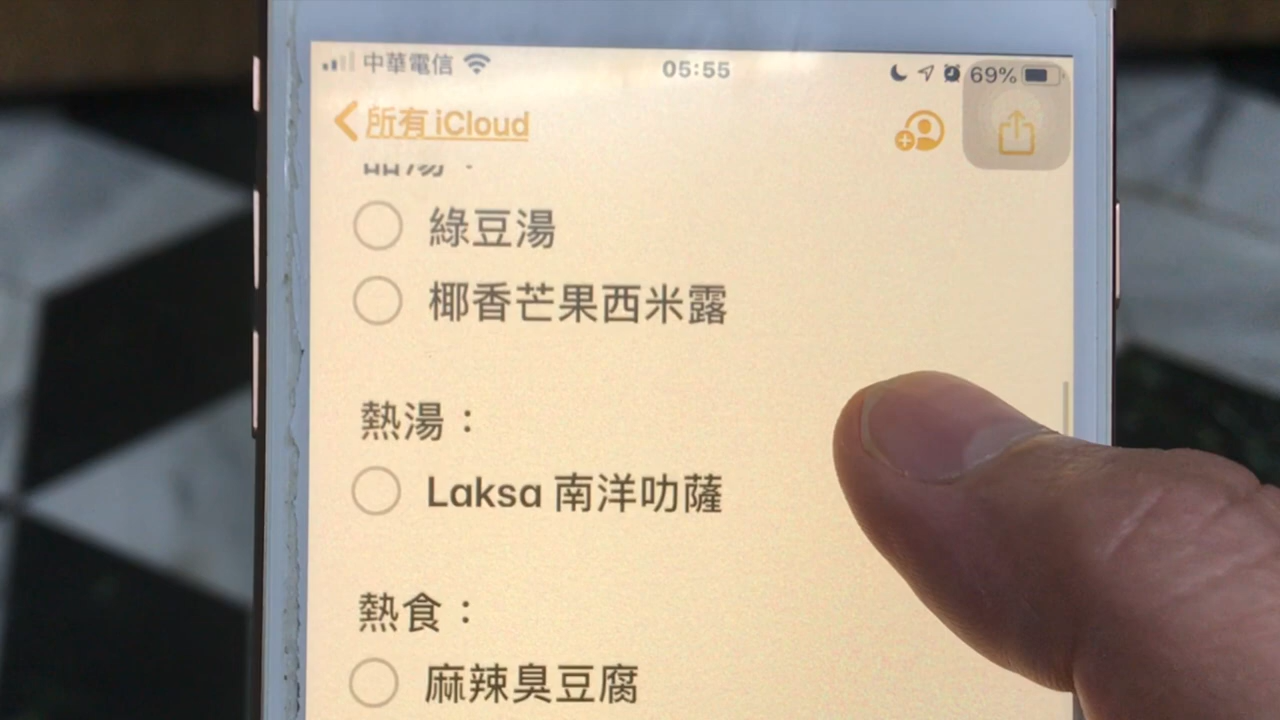 中華電信 05:55 69%
所有 iCloud
綠豆湯
椰香芒果西米露
熱湯：
Laksa 南洋叻薩
熱食：
麻辣臭豆腐